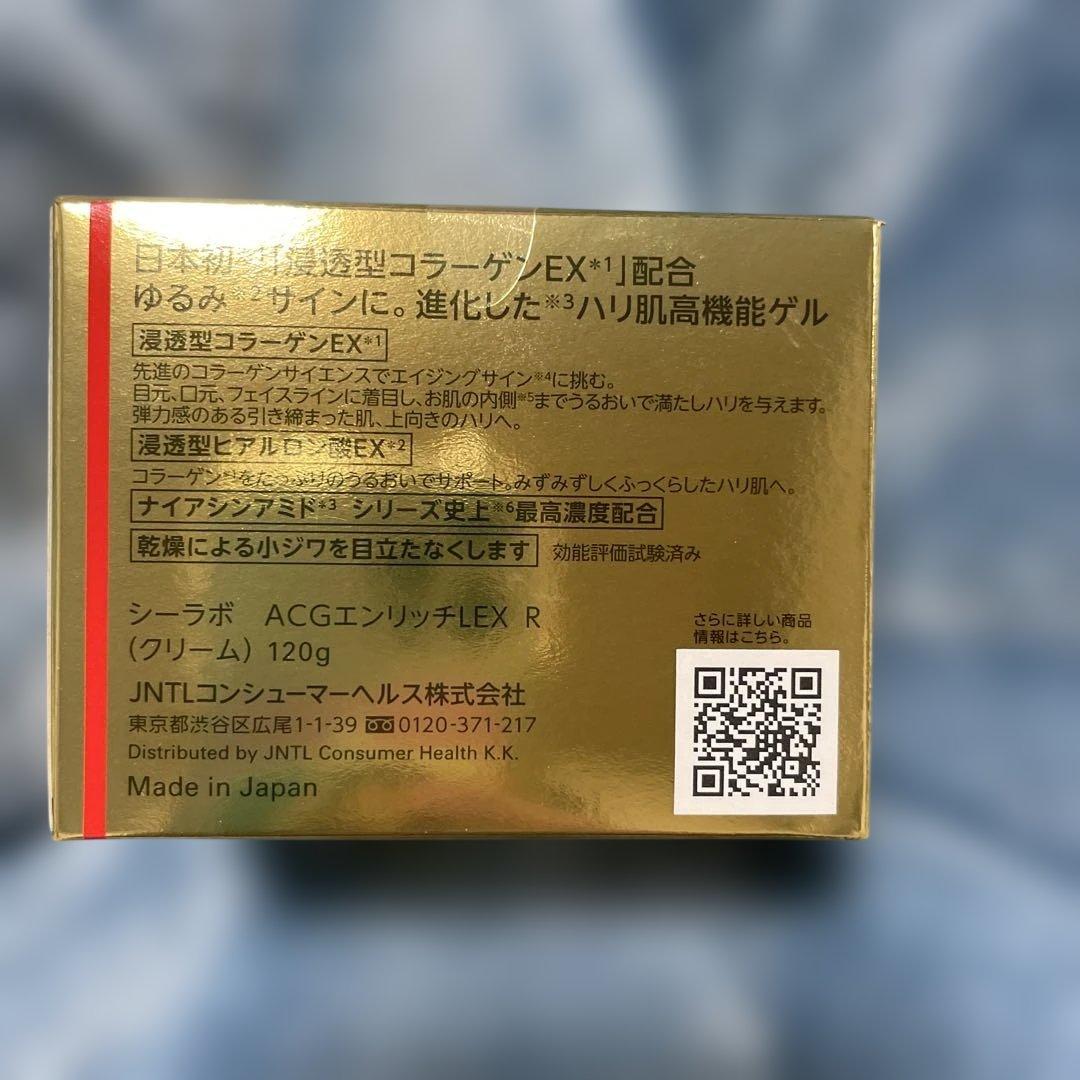 日本初※1「浸透型コラーゲンEX*1」配合
ゆるみ※2サインに。進化した※3ハリ肌高機能ゲル
浸透型コラーゲンEX*1
先進のコラーゲンサイエンスでエイジングサイン※4に挑む。
目元、口元、フェイスラインに着目し、お肌の内側※5までうるおいで満たしハリを与えます。
弾力感のある引き締まった肌、上向きのハリへ。
浸透型ヒアルロン酸EX*2
コラーゲン*1をたっぷりのうるおいでサポート。みずみずしくふっくらしたハリ肌へ。
ナイアシンアミド*3 シリーズ史上※6最高濃度配合
乾燥による小ジワを目立たなくします 効能評価試験済み
シーラボ ACGエンリッチLEX R
(クリーム) 120g
さらに詳しい商品
情報はこちら。
JNTLコンシューマーヘルス株式会社
東京都渋谷区広尾1-1-39 0120-371-217
Distributed by JNTL Consumer Health K.K.
Made in Japan